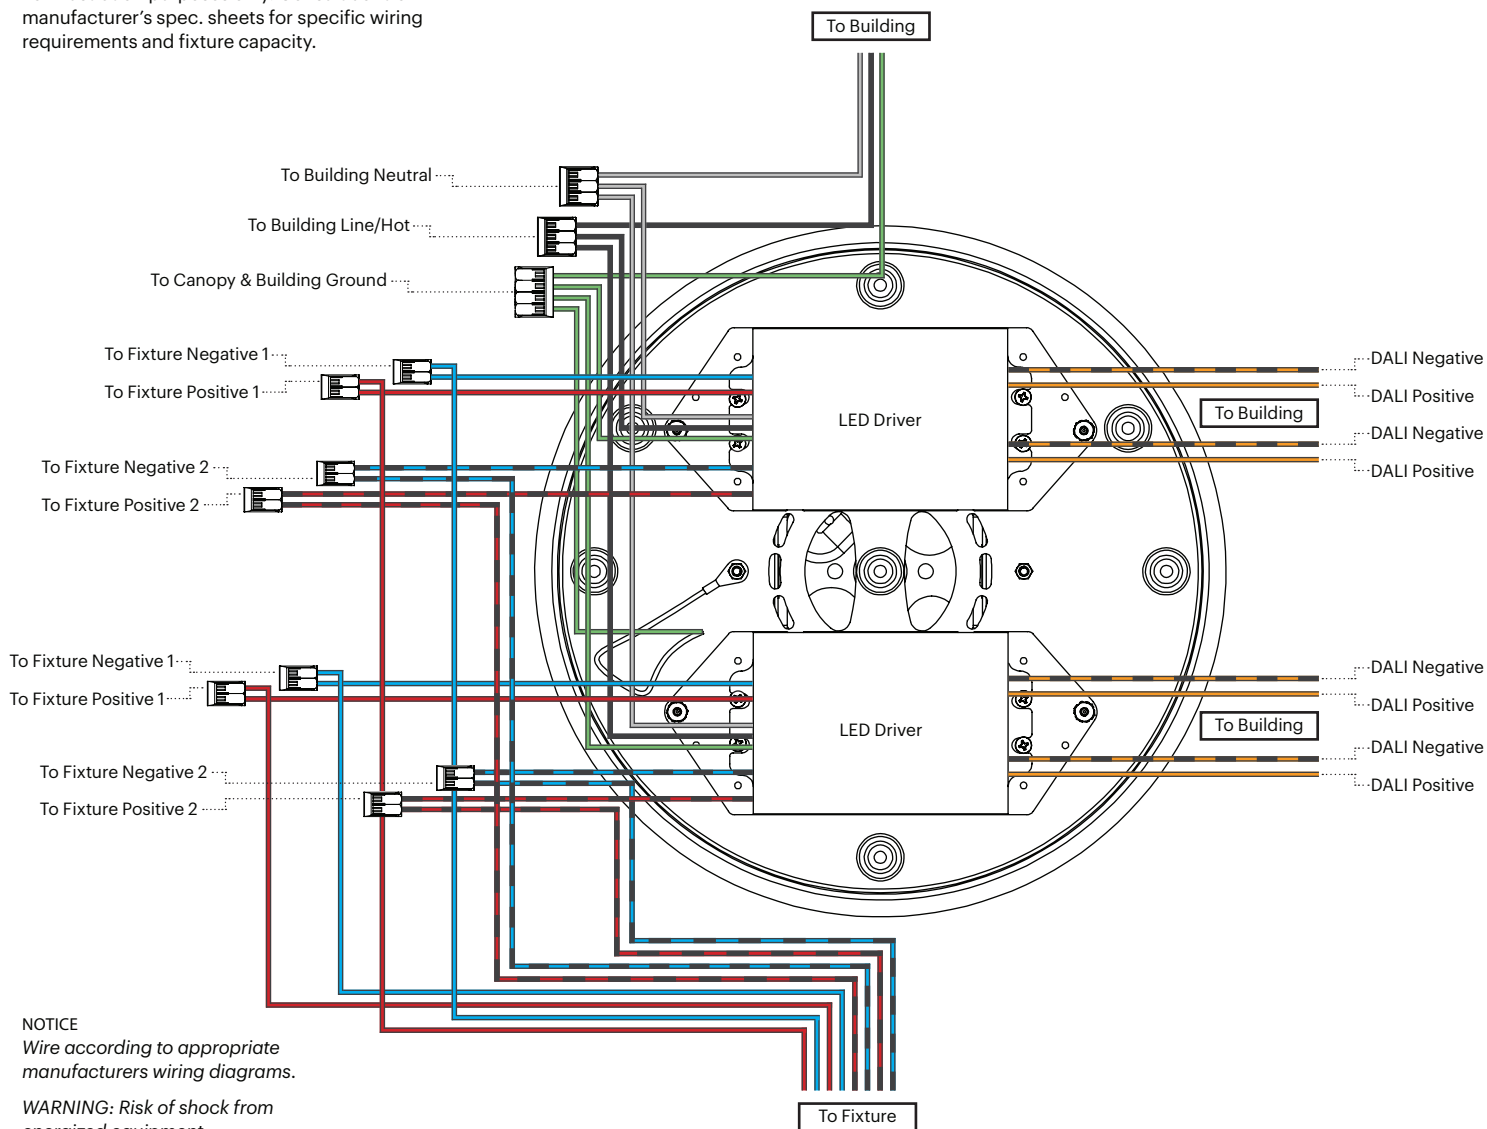 manufacturer's spec. sheets for specific wiring
requirements and fixture capacity.
To Building
To Building Neutral
To Building Line/Hot
To Canopy & Building Ground
To Fixture Negative 1
To Fixture Positive 1
To Fixture Negative 2
To Fixture Positive 2
LED Driver
DALI Negative
DALI Positive
To Building
DALI Negative
DALI Positive
To Fixture Negative 1
To Fixture Positive 1
To Fixture Negative 2
To Fixture Positive 2
LED Driver
DALI Negative
DALI Positive
To Building
DALI Negative
DALI Positive
NOTICE
Wire according to appropriate
manufacturers wiring diagrams.
WARNING: Risk of shock from
To Fixture